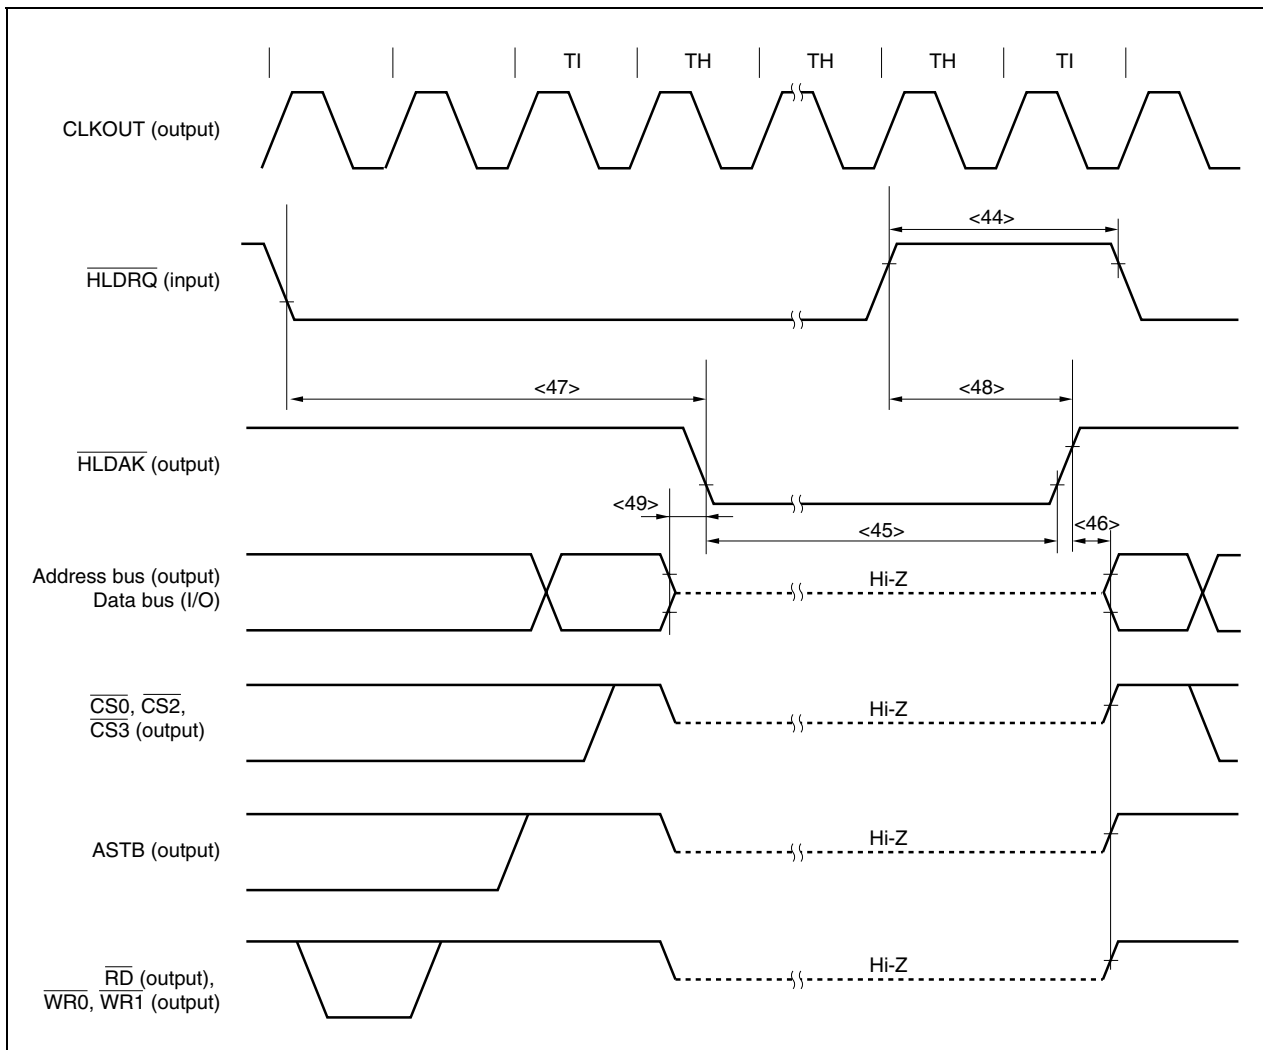 TI TH TH TH TI
CLKOUT (output)
<44>
HLDRQ (input)
<47> <48>
HLDAK (output)
<49> <45> <46>
Address bus (output)
Data bus (I/O)
Hi-Z
CS0, CS2,
CS3 (output)
Hi-Z
ASTB (output)
Hi-Z
RD (output),
WR0, WR1 (output)
Hi-Z